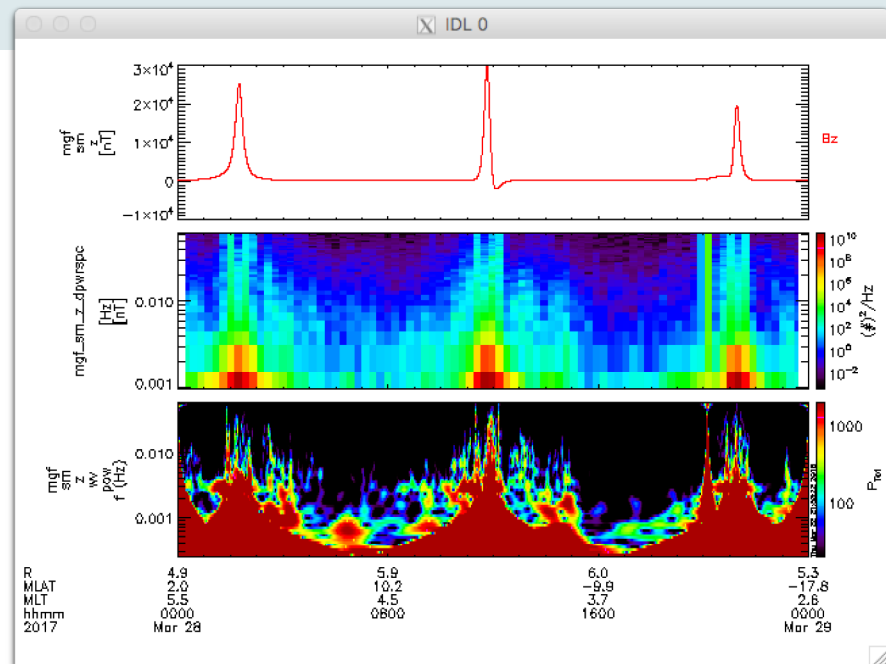 IDL 0
3×10⁴
2×10⁴
1×10⁴
0
−1×10⁴
mgf
sm
z
[nT]
Bz
mgf_sm_z_dpwrspc
[Hz]
[nT]
0.010
0.001
10¹⁰
10⁸
10⁶
10⁴
10²
10⁰
10⁻²
(#)²/Hz
mgf
sm
z
wv
pow
f (Hz)
0.010
0.001
1000
100
P_Tot
R 4.9 5.9 6.0 5.3
MLAT 2.0 10.2 −9.9 −17.8
MLT 5.5 4.5 3.7 2.6
hhmm 0000 0800 1600 0000
2017 Mar 28 Mar 29